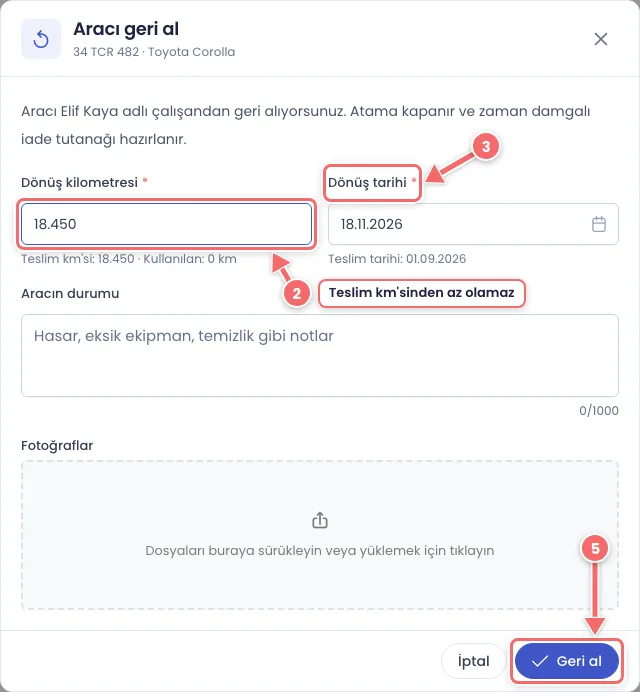 Aracı geri al
34 TCR 482 · Toyota Corolla
Aracı Elif Kaya adlı çalışandan geri alıyorsunuz. Atama kapanır ve zaman damgalı
iade tutanağı hazırlanır.
3
Dönüş kilometresi *
Dönüş tarihi *
18.450
18.11.2026
Teslim km'si: 18.450 · Kullanılan: 0 km
Teslim tarihi: 01.09.2026
2
Teslim km'sinden az olamaz
Aracın durumu
Hasar, eksik ekipman, temizlik gibi notlar
0/1000
Fotoğraflar
Dosyaları buraya sürükleyin veya yüklemek için tıklayın
5
İptal
Geri al